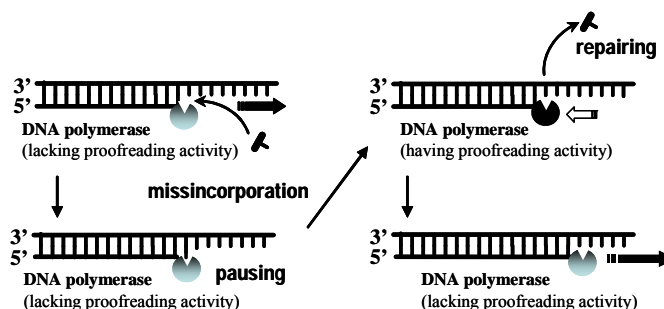 3’
5’
DNA polymerase
(lacking proofreading activity)
missincorporation
3’
5’
pausing
DNA polymerase
(lacking proofreading activity)
repairing
3’
5’
DNA polymerase
(having proofreading activity)
3’
5’
DNA polymerase
(lacking proofreading activity)